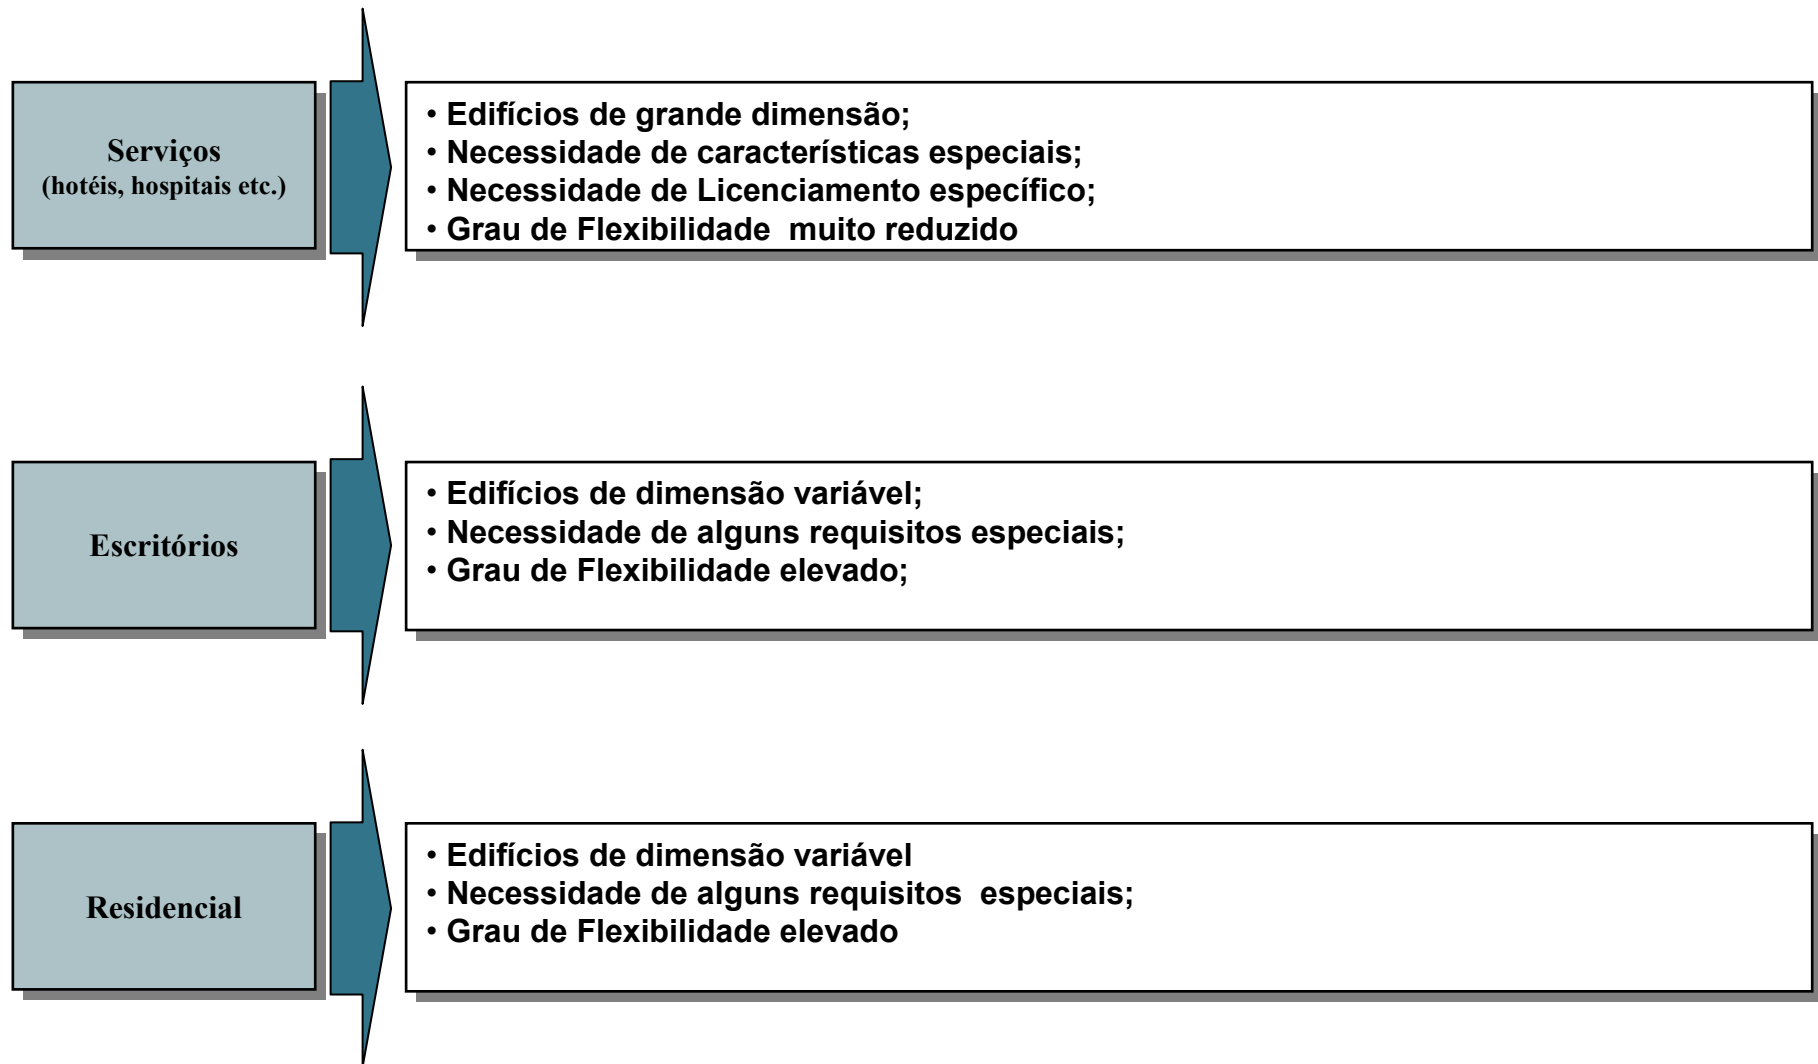 Serviços
(hotéis, hospitais etc.)
• Edifícios de grande dimensão;
• Necessidade de características especiais;
• Necessidade de Licenciamento específico;
• Grau de Flexibilidade  muito reduzido
Escritórios
• Edifícios de dimensão variável;
• Necessidade de alguns requisitos especiais;
• Grau de Flexibilidade elevado;
Residencial
• Edifícios de dimensão variável
• Necessidade de alguns requisitos  especiais;
• Grau de Flexibilidade elevado